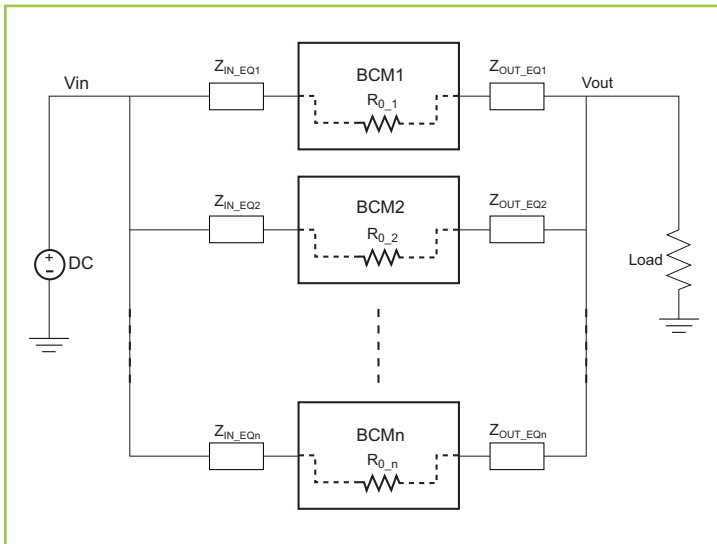 Vin
Z_IN_EQ1
BCM1
R_0_1
Z_OUT_EQ1
Vout
Z_IN_EQ2
BCM2
R_0_2
Z_OUT_EQ2
+
-
DC
Load
Z_IN_EQn
BCMn
R_0_n
Z_OUT_EQn